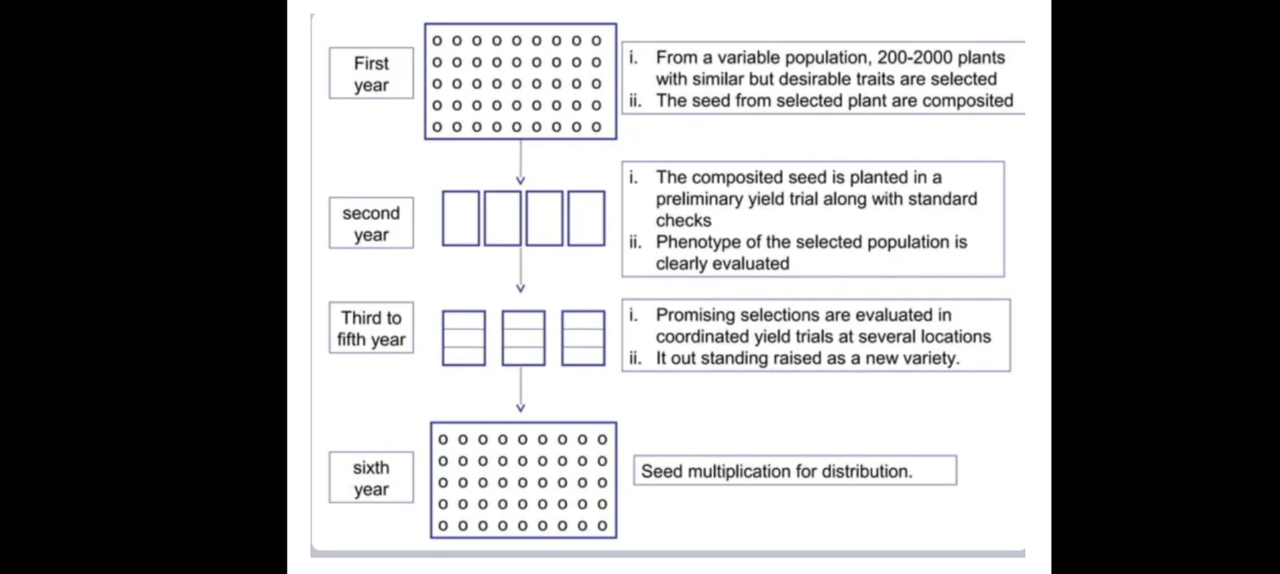 First
year
o o o o o o o o o
o o o o o o o o o
o o o o o o o o o
o o o o o o o o o
o o o o o o o o o
i. From a variable population, 200-2000 plants
with similar but desirable traits are selected
ii. The seed from selected plant are composited
second
year
i. The composited seed is planted in a
preliminary yield trial along with standard
checks
ii. Phenotype of the selected population is
clearly evaluated
Third to
fifth year
i. Promising selections are evaluated in
coordinated yield trials at several locations
ii. It out standing raised as a new variety.
sixth
year
o o o o o o o o o
o o o o o o o o o
o o o o o o o o o
o o o o o o o o o
o o o o o o o o o
Seed multiplication for distribution.